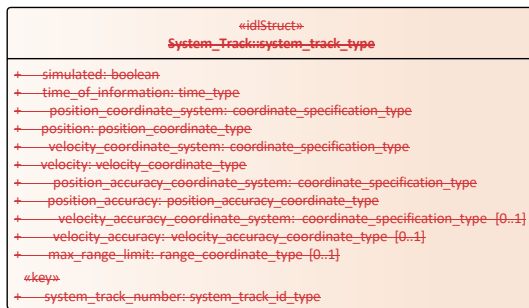 «idlStruct»
System_Track::system_track_type
+ simulated: boolean
+ time_of_information: time_type
+ position_coordinate_system: coordinate_specification_type
+ position: position_coordinate_type
+ velocity_coordinate_system: coordinate_specification_type
+ velocity: velocity_coordinate_type
+ position_accuracy_coordinate_system: coordinate_specification_type
+ position_accuracy: position_accuracy_coordinate_type
+ velocity_accuracy_coordinate_system: coordinate_specification_type [0..1]
+ velocity_accuracy: velocity_accuracy_coordinate_type [0..1]
+ max_range_limit: range_coordinate_type [0..1]
«key»
+ system_track_number: system_track_id_type